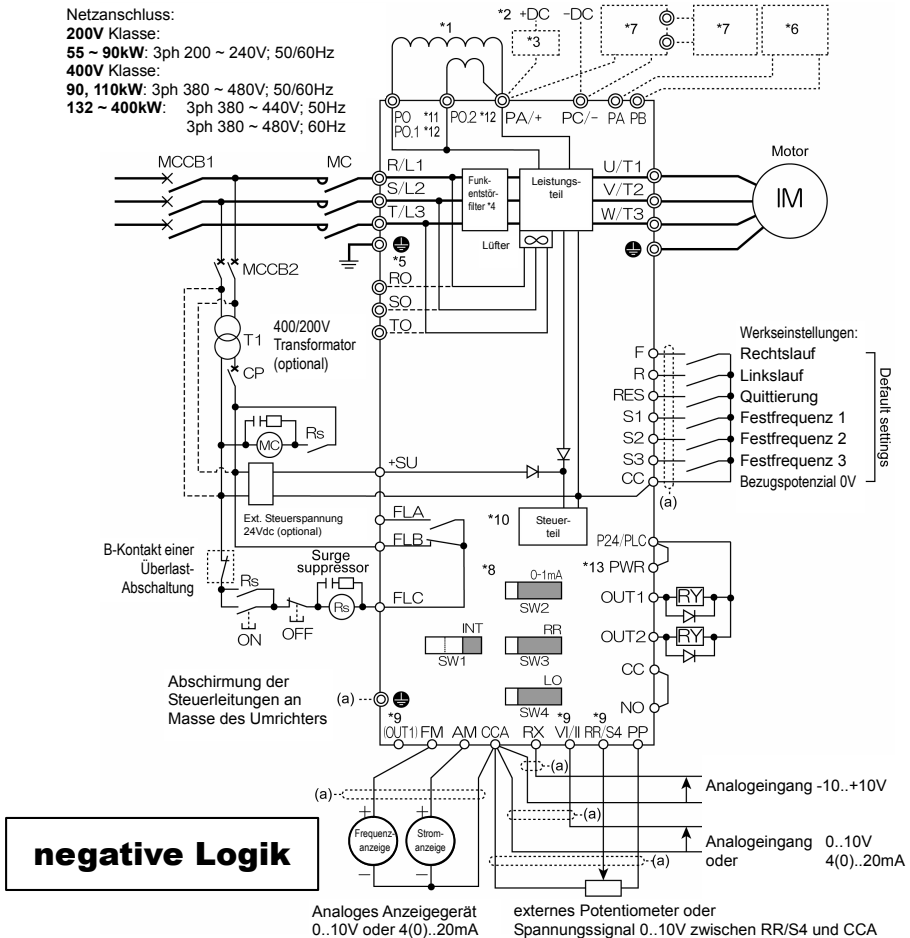 Netzanschluss:
200V Klasse:
55 ~ 90kW: 3ph 200 ~ 240V; 50/60Hz
400V Klasse:
90, 110kW: 3ph 380 ~ 480V; 50/60Hz
132 ~ 400kW: 3ph 380 ~ 440V; 50Hz
3ph 380 ~ 480V; 60Hz
*1
*2 +DC -DC
*3
*7
*7
*6
PO *11 PO.2 *12 PA/+ PC/- PA PB
PO.1 *12
MCCB1
MC
R/L1
S/L2
T/L3
*5
Funk-
entstör-
filter *4
Leistungs-
teil
Lüfter
U/T1
V/T2
W/T3
Motor
IM
RO
SO
TO
MCCB2
T1
400/200V
Transformator
(optional)
CP
MC
Rs
+SU
Ext. Steuerspannung
24Vdc (optional)
FLA
FLB
FLC
B-Kontakt einer
Überlast-
Abschaltung
Rs
ON
OFF
Surge
suppressor
Rs
*10
Steuer-
teil
*8
0-1mA
SW2
INT
SW1
RR
SW3
LO
SW4
Werkseinstellungen:
F Rechtslauf
R Linkslauf
RES Quittierung
S1 Festfrequenz 1
S2 Festfrequenz 2
S3 Festfrequenz 3
CC Bezugspotenzial 0V
Default settings
(a)
P24/PLC
*13 PWR
OUT1 RY
OUT2 RY
CC
NO
Abschirmung der
Steuerleitungen an
Masse des Umrichters
(a)
*9 *9 *9
(OUT1) FM AM CCA RX VI/II RR/S4 PP
(a)
(a)
(a)
(a)
+ +
Frequenz-
anzeige
Strom-
anzeige
- -
Analogeingang -10..+10V
Analogeingang 0..10V
oder 4(0)..20mA
negative Logik
Analoges Anzeigegerät
0..10V oder 4(0)..20mA
externes Potentiometer oder
Spannungssignal 0..10V zwischen RR/S4 und CCA